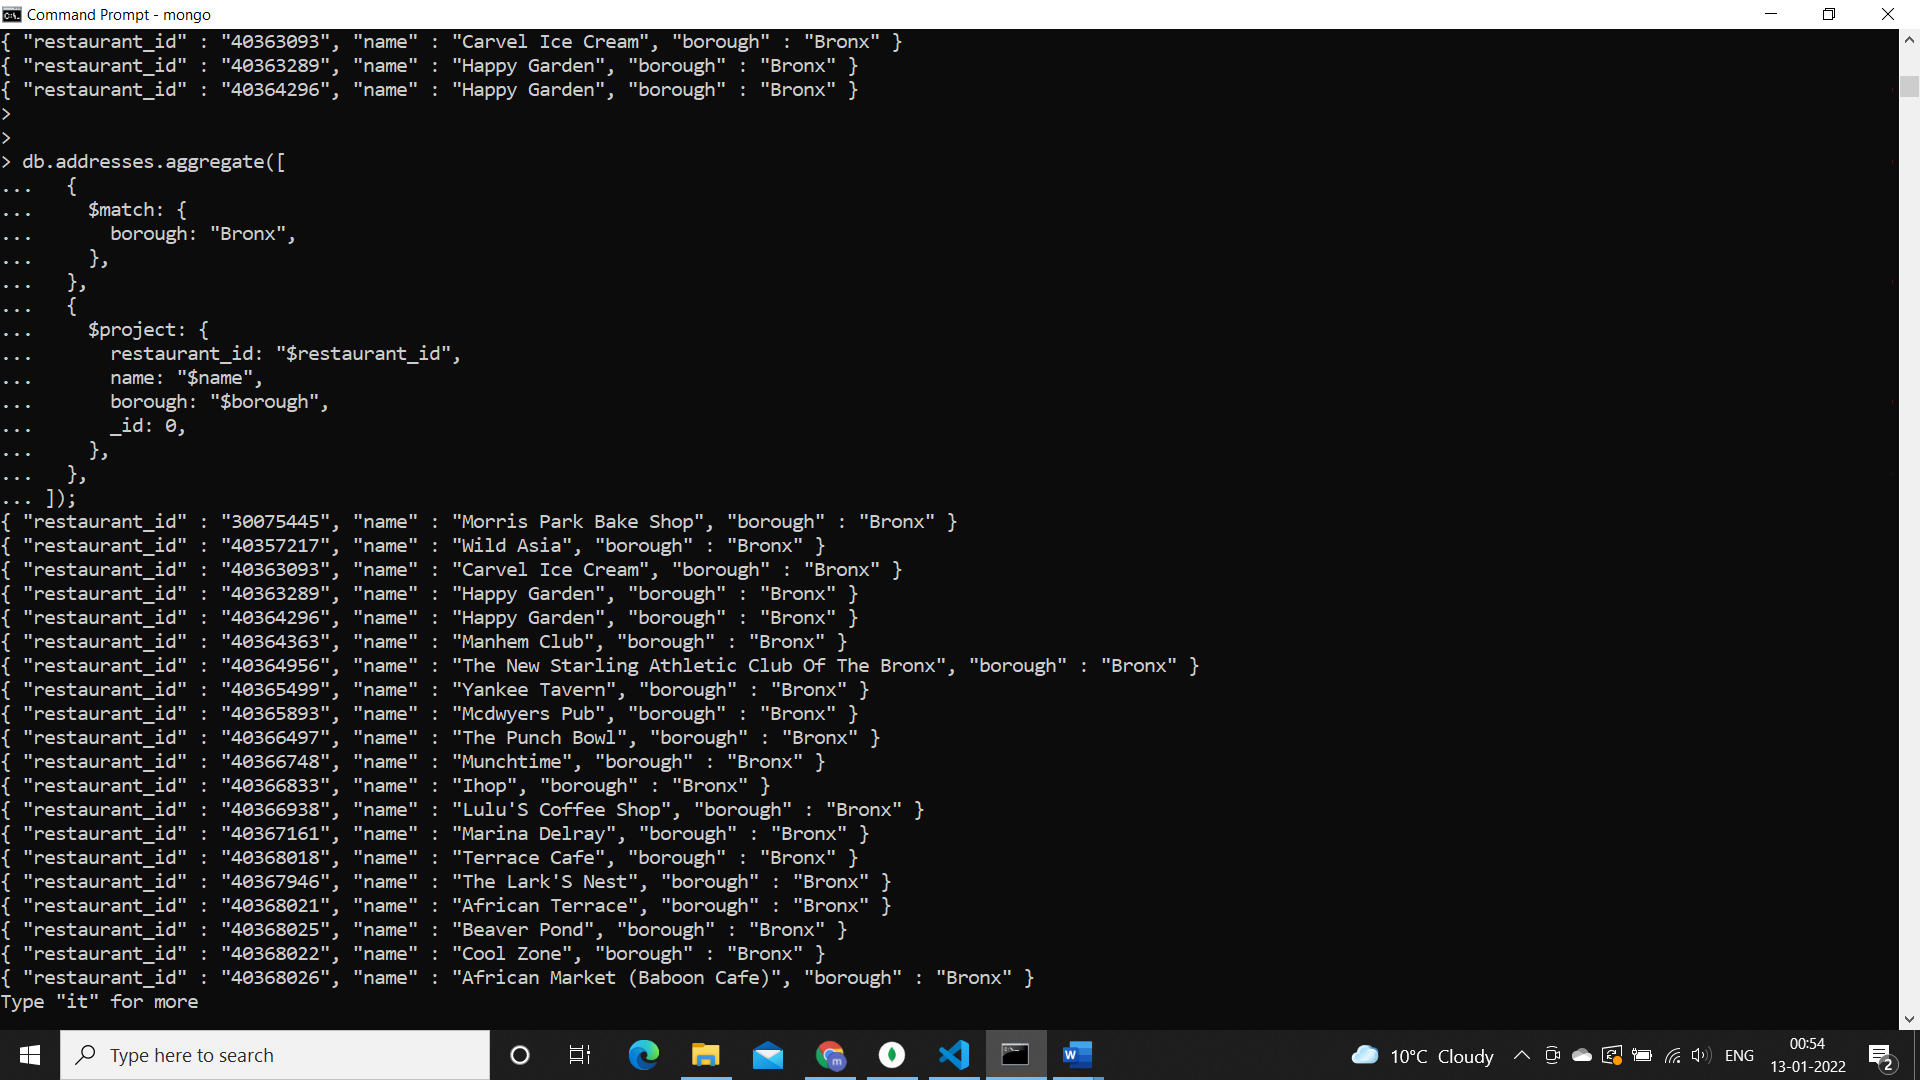 Command Prompt - mongo
{ "restaurant_id" : "40363093", "name" : "Carvel Ice Cream", "borough" : "Bronx" }
{ "restaurant_id" : "40363289", "name" : "Happy Garden", "borough" : "Bronx" }
{ "restaurant_id" : "40364296", "name" : "Happy Garden", "borough" : "Bronx" }
>
>
> db.addresses.aggregate([
...   {
...     $match: {
...       borough: "Bronx",
...     },
...   },
...   {
...     $project: {
...       restaurant_id: "$restaurant_id",
...       name: "$name",
...       borough: "$borough",
...       _id: 0,
...     },
...   },
... ]);
{ "restaurant_id" : "30075445", "name" : "Morris Park Bake Shop", "borough" : "Bronx" }
{ "restaurant_id" : "40357217", "name" : "Wild Asia", "borough" : "Bronx" }
{ "restaurant_id" : "40363093", "name" : "Carvel Ice Cream", "borough" : "Bronx" }
{ "restaurant_id" : "40363289", "name" : "Happy Garden", "borough" : "Bronx" }
{ "restaurant_id" : "40364296", "name" : "Happy Garden", "borough" : "Bronx" }
{ "restaurant_id" : "40364363", "name" : "Manhem Club", "borough" : "Bronx" }
{ "restaurant_id" : "40364956", "name" : "The New Starling Athletic Club Of The Bronx", "borough" : "Bronx" }
{ "restaurant_id" : "40365499", "name" : "Yankee Tavern", "borough" : "Bronx" }
{ "restaurant_id" : "40365893", "name" : "Mcdwyers Pub", "borough" : "Bronx" }
{ "restaurant_id" : "40366497", "name" : "The Punch Bowl", "borough" : "Bronx" }
{ "restaurant_id" : "40366748", "name" : "Munchtime", "borough" : "Bronx" }
{ "restaurant_id" : "40366833", "name" : "Ihop", "borough" : "Bronx" }
{ "restaurant_id" : "40366938", "name" : "Lulu'S Coffee Shop", "borough" : "Bronx" }
{ "restaurant_id" : "40367161", "name" : "Marina Delray", "borough" : "Bronx" }
{ "restaurant_id" : "40368018", "name" : "Terrace Cafe", "borough" : "Bronx" }
{ "restaurant_id" : "40367946", "name" : "The Lark'S Nest", "borough" : "Bronx" }
{ "restaurant_id" : "40368021", "name" : "African Terrace", "borough" : "Bronx" }
{ "restaurant_id" : "40368025", "name" : "Beaver Pond", "borough" : "Bronx" }
{ "restaurant_id" : "40368022", "name" : "Cool Zone", "borough" : "Bronx" }
{ "restaurant_id" : "40368026", "name" : "African Market (Baboon Cafe)", "borough" : "Bronx" }
Type "it" for more
Type here to search
10°C Cloudy
ENG
00:54
13-01-2022
2